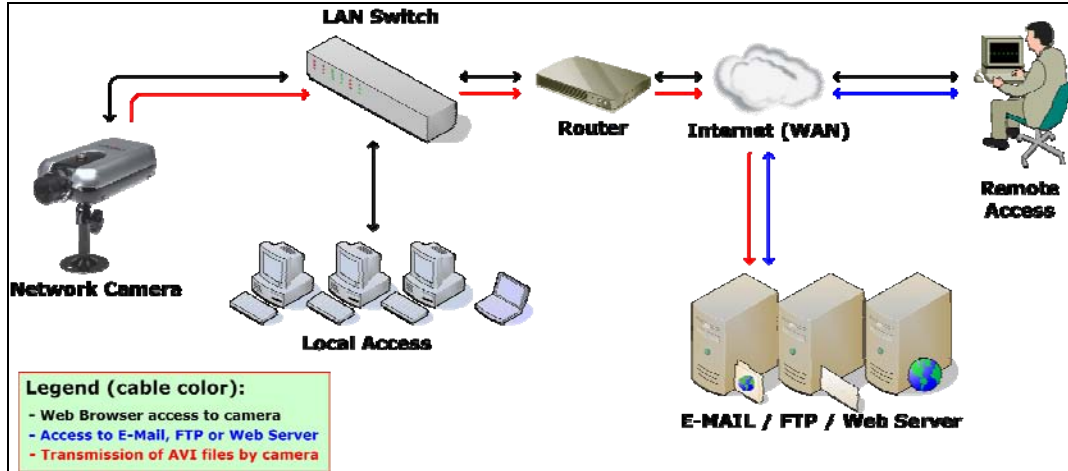 LAN Switch
Router
Internet (WAN)
Remote
Access
Network Camera
Local Access
E-MAIL / FTP / Web Server
Legend (cable color):
- Web Browser access to camera
- Access to E-Mail, FTP or Web Server
- Transmission of AVI files by camera